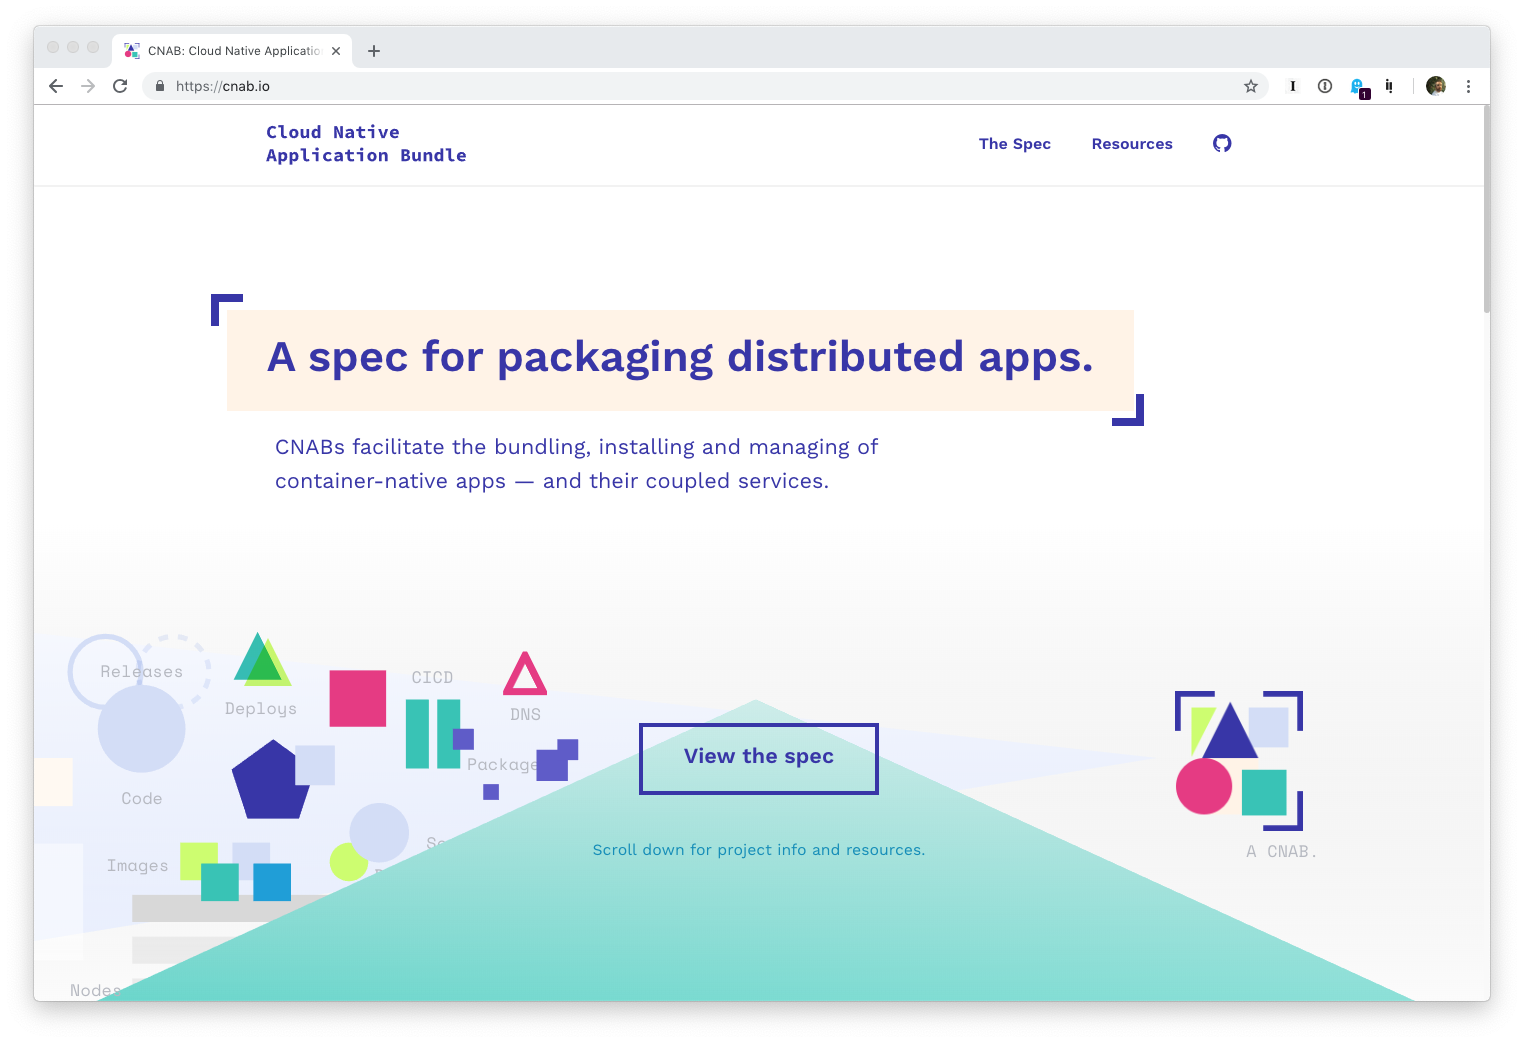 CNAB: Cloud Native Applicatio
https://cnab.io
1
Cloud Native
Application Bundle
The Spec
Resources
A spec for packaging distributed apps.
CNABs facilitate the bundling, installing and managing of
container-native apps — and their coupled services.
Releases
Deploys
CICD
DNS
Package
Code
Images
Nodes
View the spec
Scroll down for project info and resources.
A CNAB.